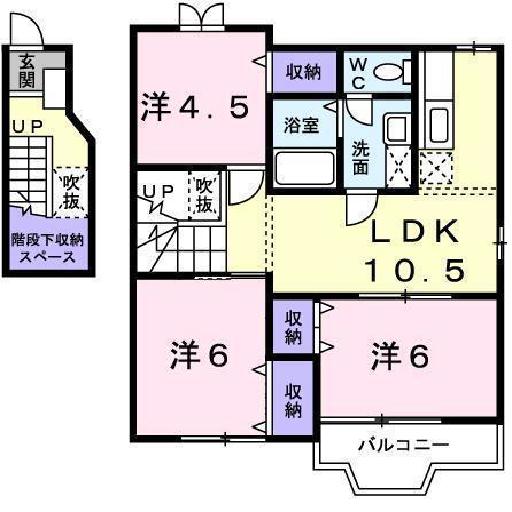 玄関
UP
吹抜
階段下収納
スペース
洋4.5
収納
WC
浴室
洗面
UP
吹抜
LDK
10.5
洋6
収納
収納
洋6
バルコニー